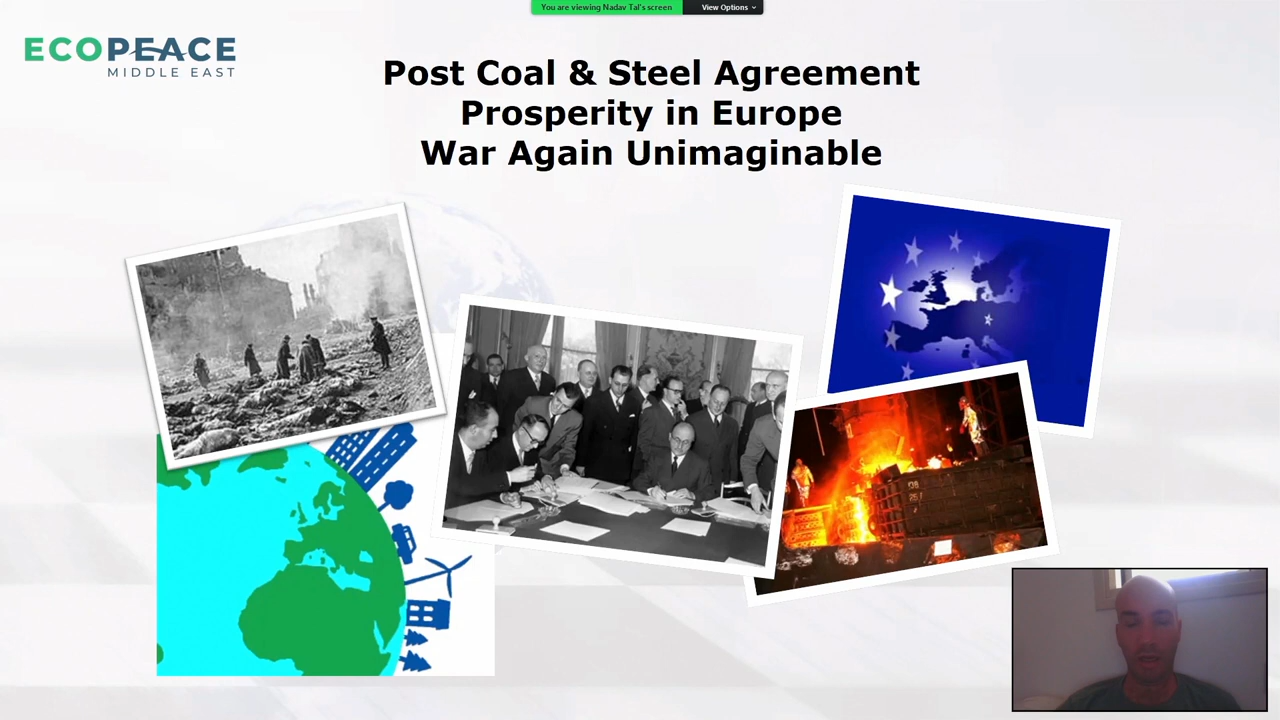 You are viewing Nadav Tal's screen
View Options
ECOPEACE
MIDDLE EAST
Post Coal & Steel Agreement
Prosperity in Europe
War Again Unimaginable